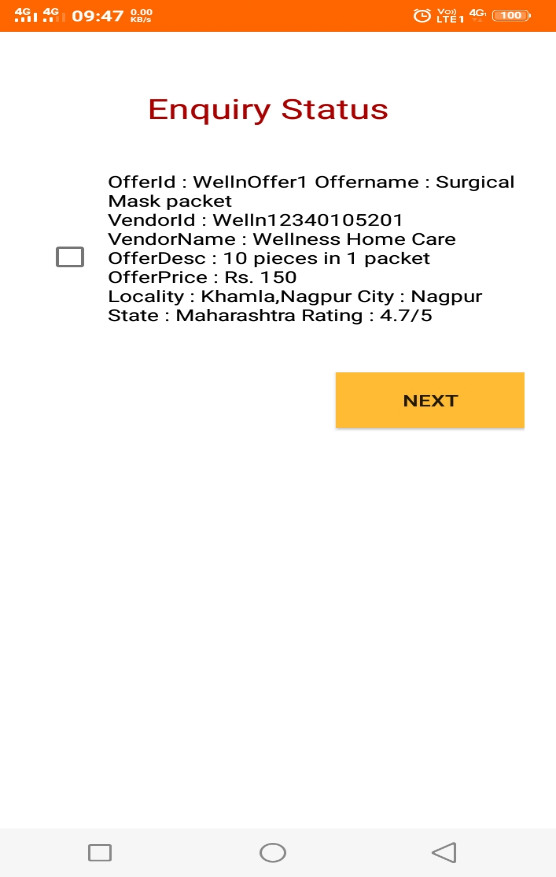 4G 4G 09:47 0.00 KB/s Vo) LTE1 4G 100
Enquiry Status
OfferId : WellnOffer1 Offername : Surgical
Mask packet
VendorId : Welln12340105201
VendorName : Wellness Home Care
OfferDesc : 10 pieces in 1 packet
OfferPrice : Rs. 150
Locality : Khamla,Nagpur City : Nagpur
State : Maharashtra Rating : 4.7/5
NEXT